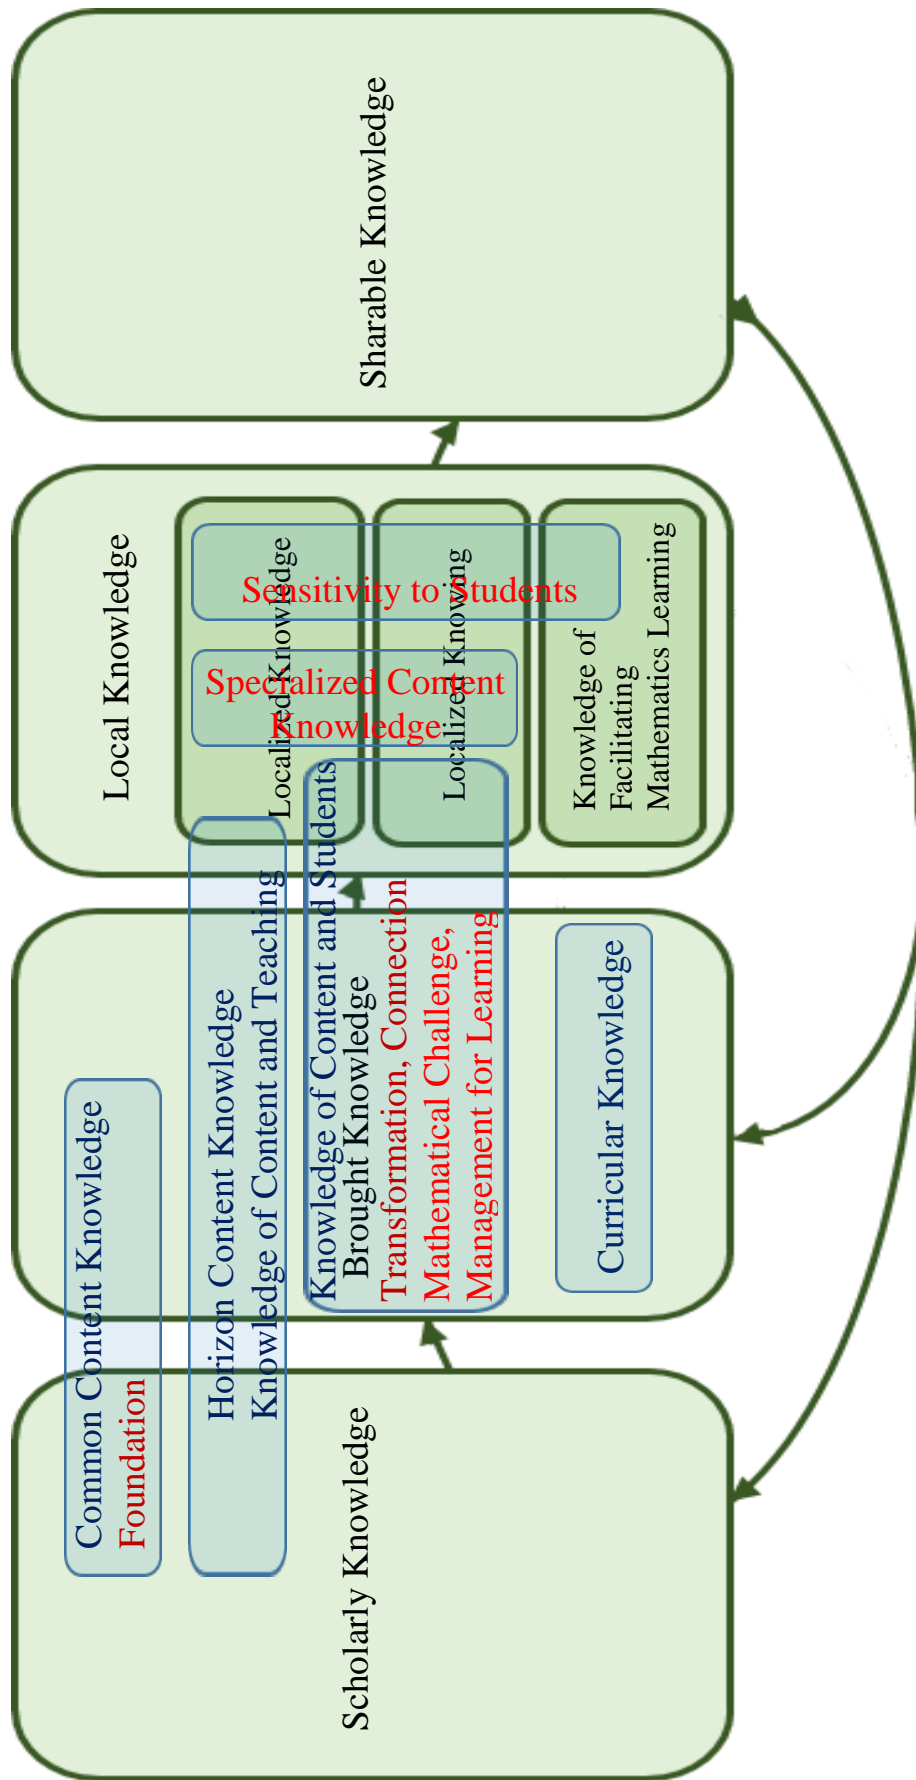 Scholarly Knowledge
Common Content Knowledge
Foundation
Horizon Content Knowledge
Knowledge of Content and Teaching
Knowledge of Content and Students
Brought Knowledge
Transformation, Connection
Mathematical Challenge,
Management for Learning
Curricular Knowledge
Local Knowledge
Localized Knowledge
Localized Knowing
Knowledge of
Facilitating
Mathematics Learning
Specialized Content
Knowledge
Sensitivity to Students
Sharable Knowledge